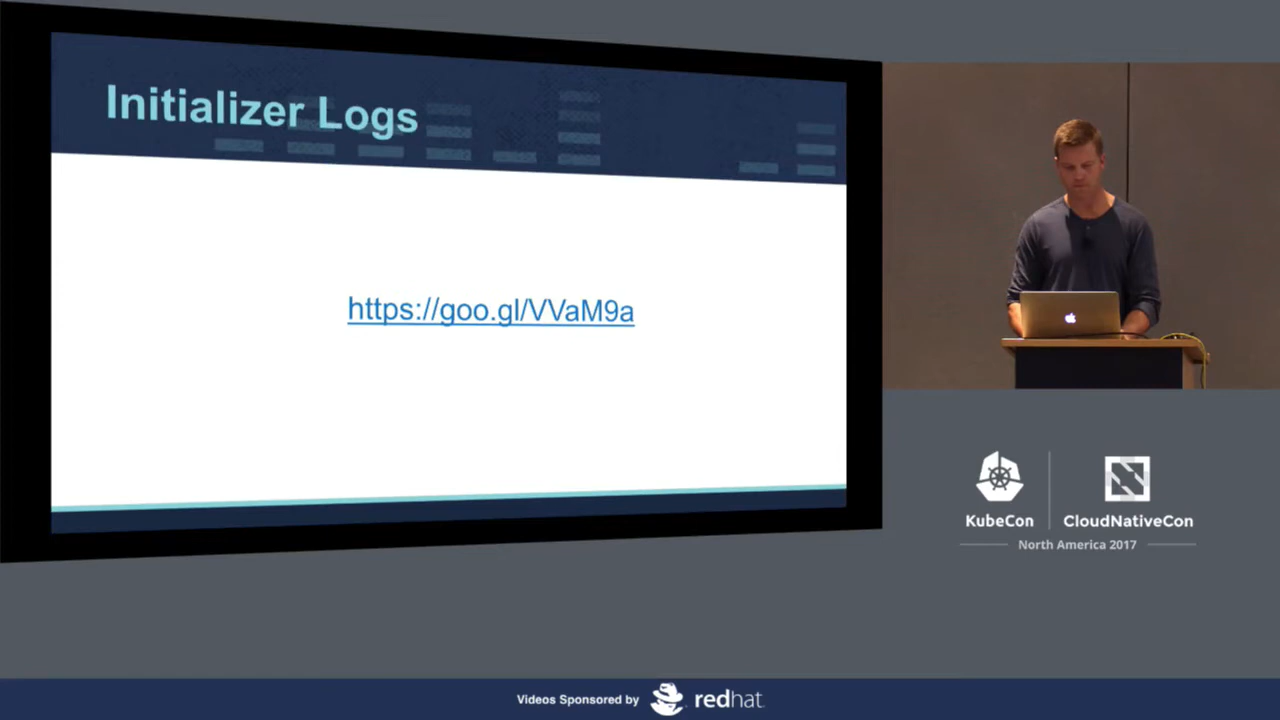 Initializer Logs
https://goo.gl/VVaM9a
KubeCon
CloudNativeCon
North America 2017
Videos Sponsored by
redhat.